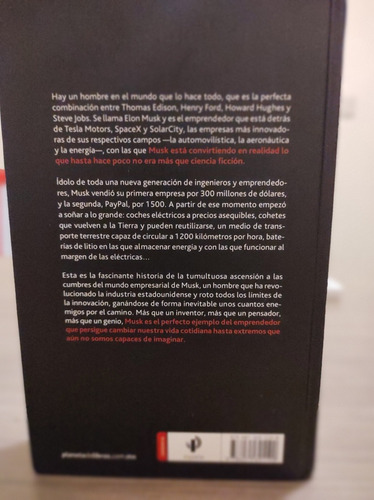 Hay un hombre en el mundo que lo hace todo, que es la perfecta
combinación entre Thomas Edison, Henry Ford, Howard Hughes y
Steve Jobs. Se llama Elon Musk y es el emprendedor que está detrás
de Tesla Motors, SpaceX y SolarCity, las empresas más innovado-
ras de sus respectivos campos —la automovilística, la aeronáutica
y la energía—, con las que Musk está convirtiendo en realidad lo
que hasta hace poco no era más que ciencia ficción.
Ídolo de toda una nueva generación de ingenieros y emprendedo-
res, Musk vendió su primera empresa por 300 millones de dólares,
y la segunda, PayPal, por 1500. A partir de ese momento empezó
a soñar a lo grande: coches eléctricos a precios asequibles, cohetes
que vuelven a la Tierra y pueden reutilizarse, un medio de trans-
porte terrestre capaz de circular a 1200 kilómetros por hora, bate-
rías de litio en las que almacenar energía y con las que funcionar al
margen de las eléctricas…
Esta es la fascinante historia de la tumultuosa ascensión a las
cumbres del mundo empresarial de Musk, un hombre que ha revo-
lucionado la industria estadounidense y roto todos los límites de
la innovación, ganándose de forma inevitable unos cuantos ene-
migos por el camino. Más que un inventor, más que un pensador,
más que un genio, Musk es el perfecto ejemplo del emprendedor
que persigue cambiar nuestra vida cotidiana hasta extremos que
aún no somos capaces de imaginar.
planetadelibros.com.mx